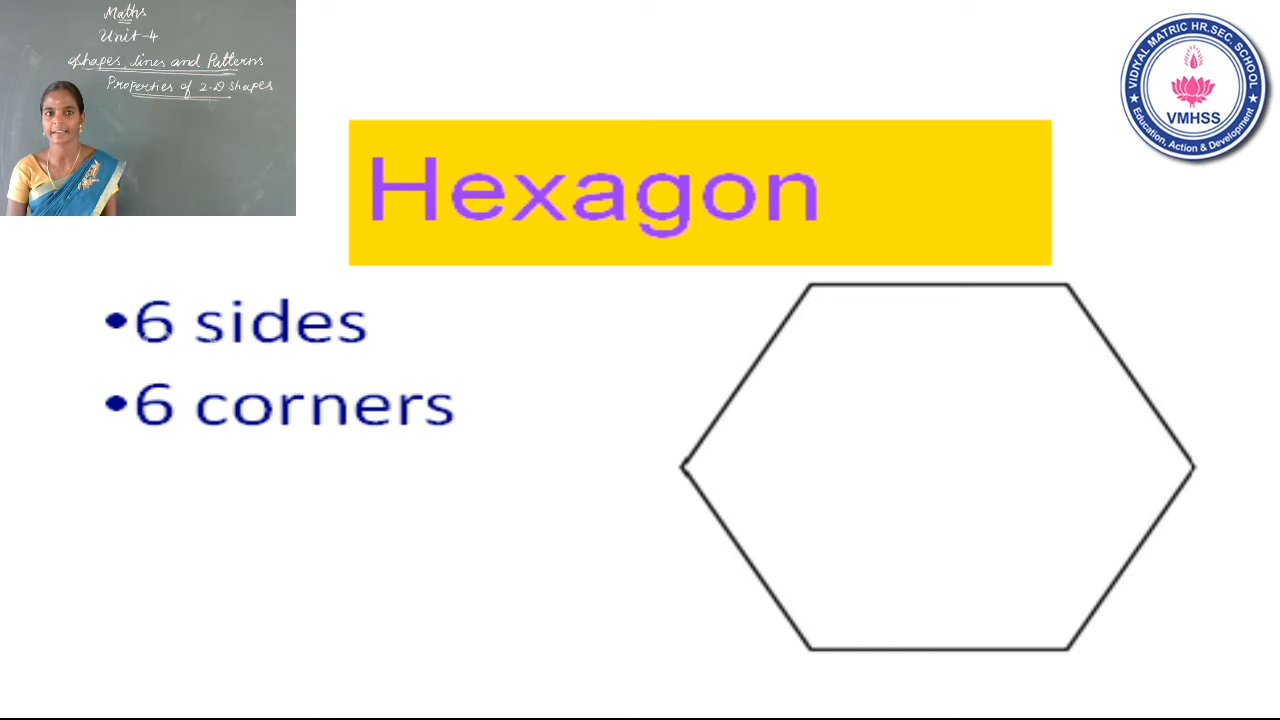 Maths
Unit-4
Shapes, lines and Patterns
Properties of 2-D shapes
VIDIYAL MATRIC HR.SEC. SCHOOL
VMHSS
★ Education, Action & Development ★
Hexagon
•6 sides
•6 corners